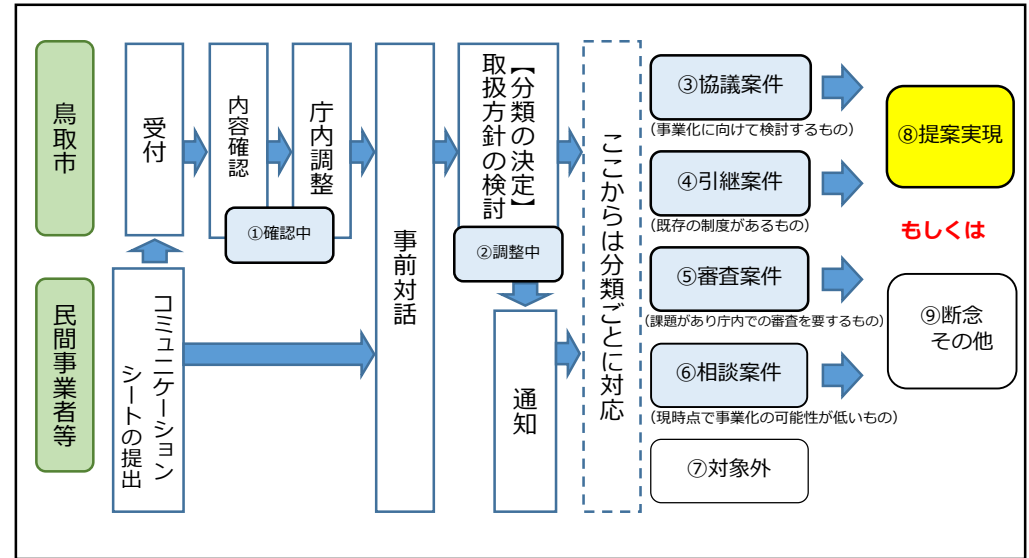 鳥取市
受付
内容確認
庁内調整
①確認中
事前対話
【分類の決定】
取扱方針の検討
②調整中
ここからは分類ごとに対応
③協議案件
(事業化に向けて検討するもの)
④引継案件
(既存の制度があるもの)
⑤審査案件
(課題があり庁内での審査を要するもの)
⑥相談案件
(現時点で事業化の可能性が低いもの)
⑦対象外
⑧提案実現
もしくは
⑨断念
その他
民間事業者等
コミュニケーション
シートの提出
通知